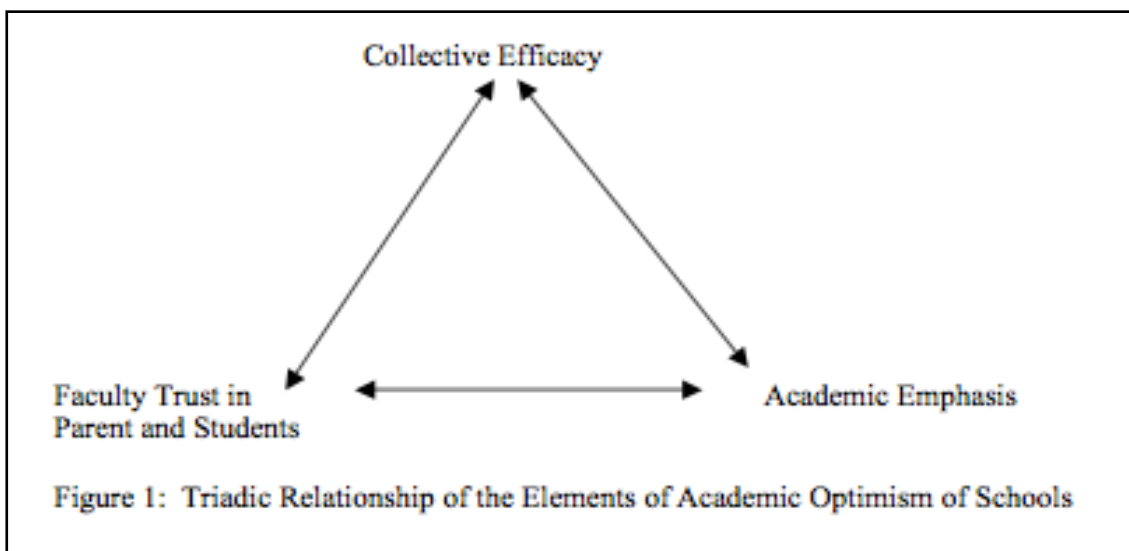 Collective Efficacy
Faculty Trust in
Parent and Students
Academic Emphasis
Figure 1: Triadic Relationship of the Elements of Academic Optimism of Schools